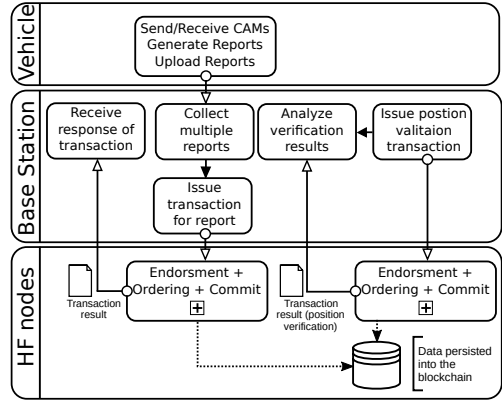 Vehicle
Send/Receive CAMs
Generate Reports
Upload Reports
Base Station
Receive
response of
transaction
Collect
multiple
reports
Analyze
verification
results
Issue postion
valitaion
transaction
Issue
transaction
for report
HF nodes
Transaction
result
Endorsment +
Ordering + Commit
Transaction
result (position
verification)
Endorsment +
Ordering + Commit
Data persisted
into the
blockchain